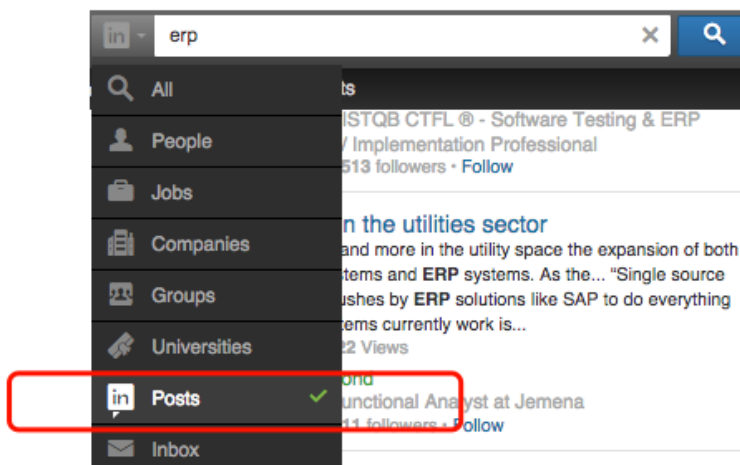 in erp
All
ts
ISTQB CTFL ® - Software Testing & ERP
People
/ Implementation Professional
513 followers • Follow
Jobs
n the utilities sector
Companies
and more in the utility space the expansion of both
tems and ERP systems. As the... "Single source
Groups
ushes by ERP solutions like SAP to do everything
tems currently work is...
Universities
22 Views
ond
in Posts
unctional Analyst at Jemena
11 followers • Follow
Inbox